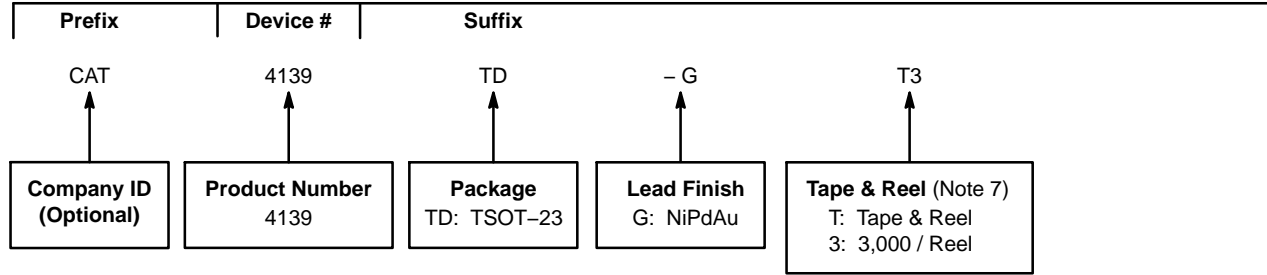 Prefix Device # Suffix
CAT 4139 TD – G T3
Company ID
(Optional)
Product Number
4139
Package
TD: TSOT–23
Lead Finish
G: NiPdAu
Tape & Reel (Note 7)
T: Tape & Reel
3: 3,000 / Reel